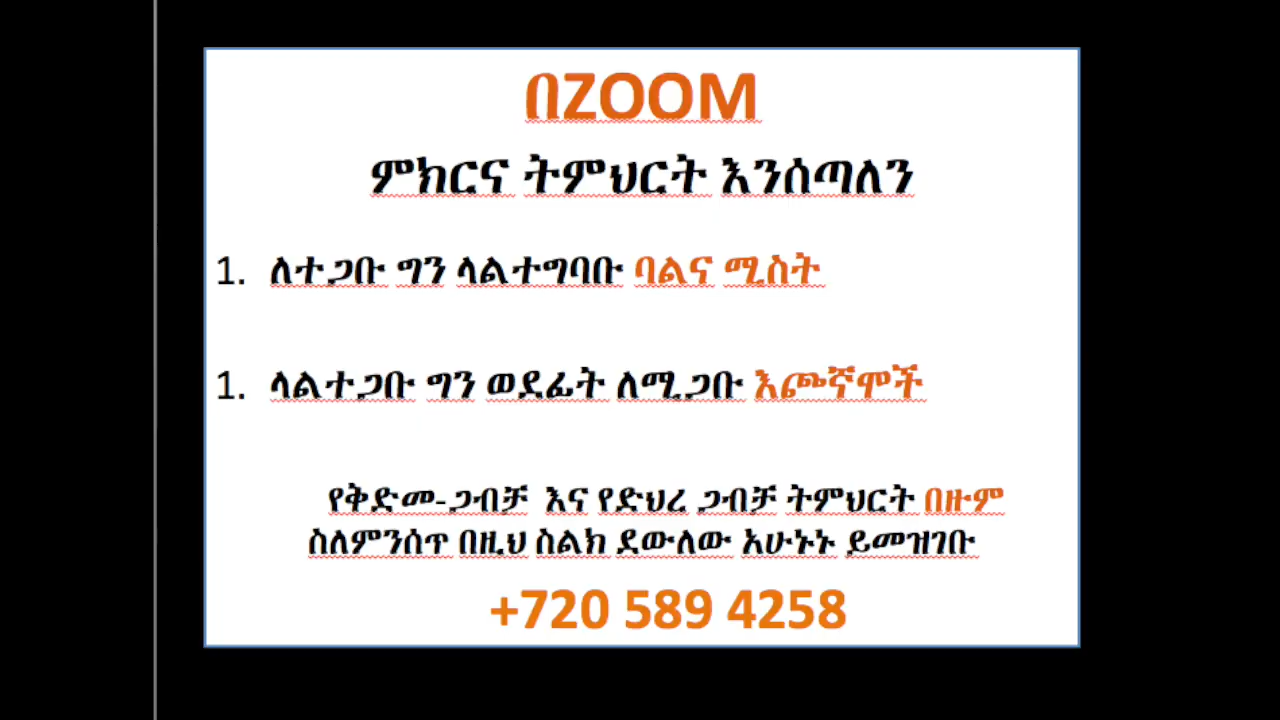 በZOOM
ምክርና ትምህርት እንሰጣለን
1. ለተጋቡ ግን ላልተግባቡ ባልና ሚስት
1. ላልተጋቡ ግን ወደፊት ለሚጋቡ እጮኛሞች
የቅድመ-ጋብቻ እና የድህረ ጋብቻ ትምህርት በዙም
ስለምንሰጥ በዚህ ስልክ ደውለው አሁኑኑ ይመዝገቡ
+720 589 4258